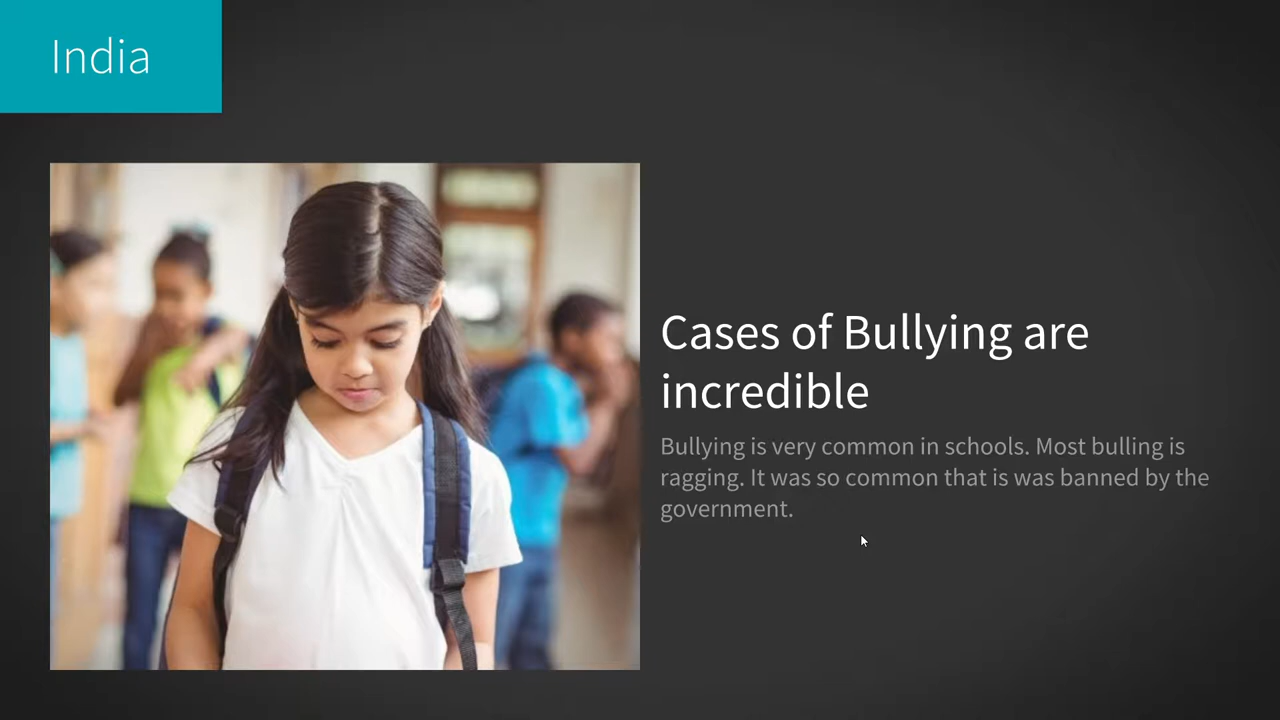 India
Cases of Bullying are
incredible
Bullying is very common in schools. Most bulling is
ragging. It was so common that is was banned by the
government.